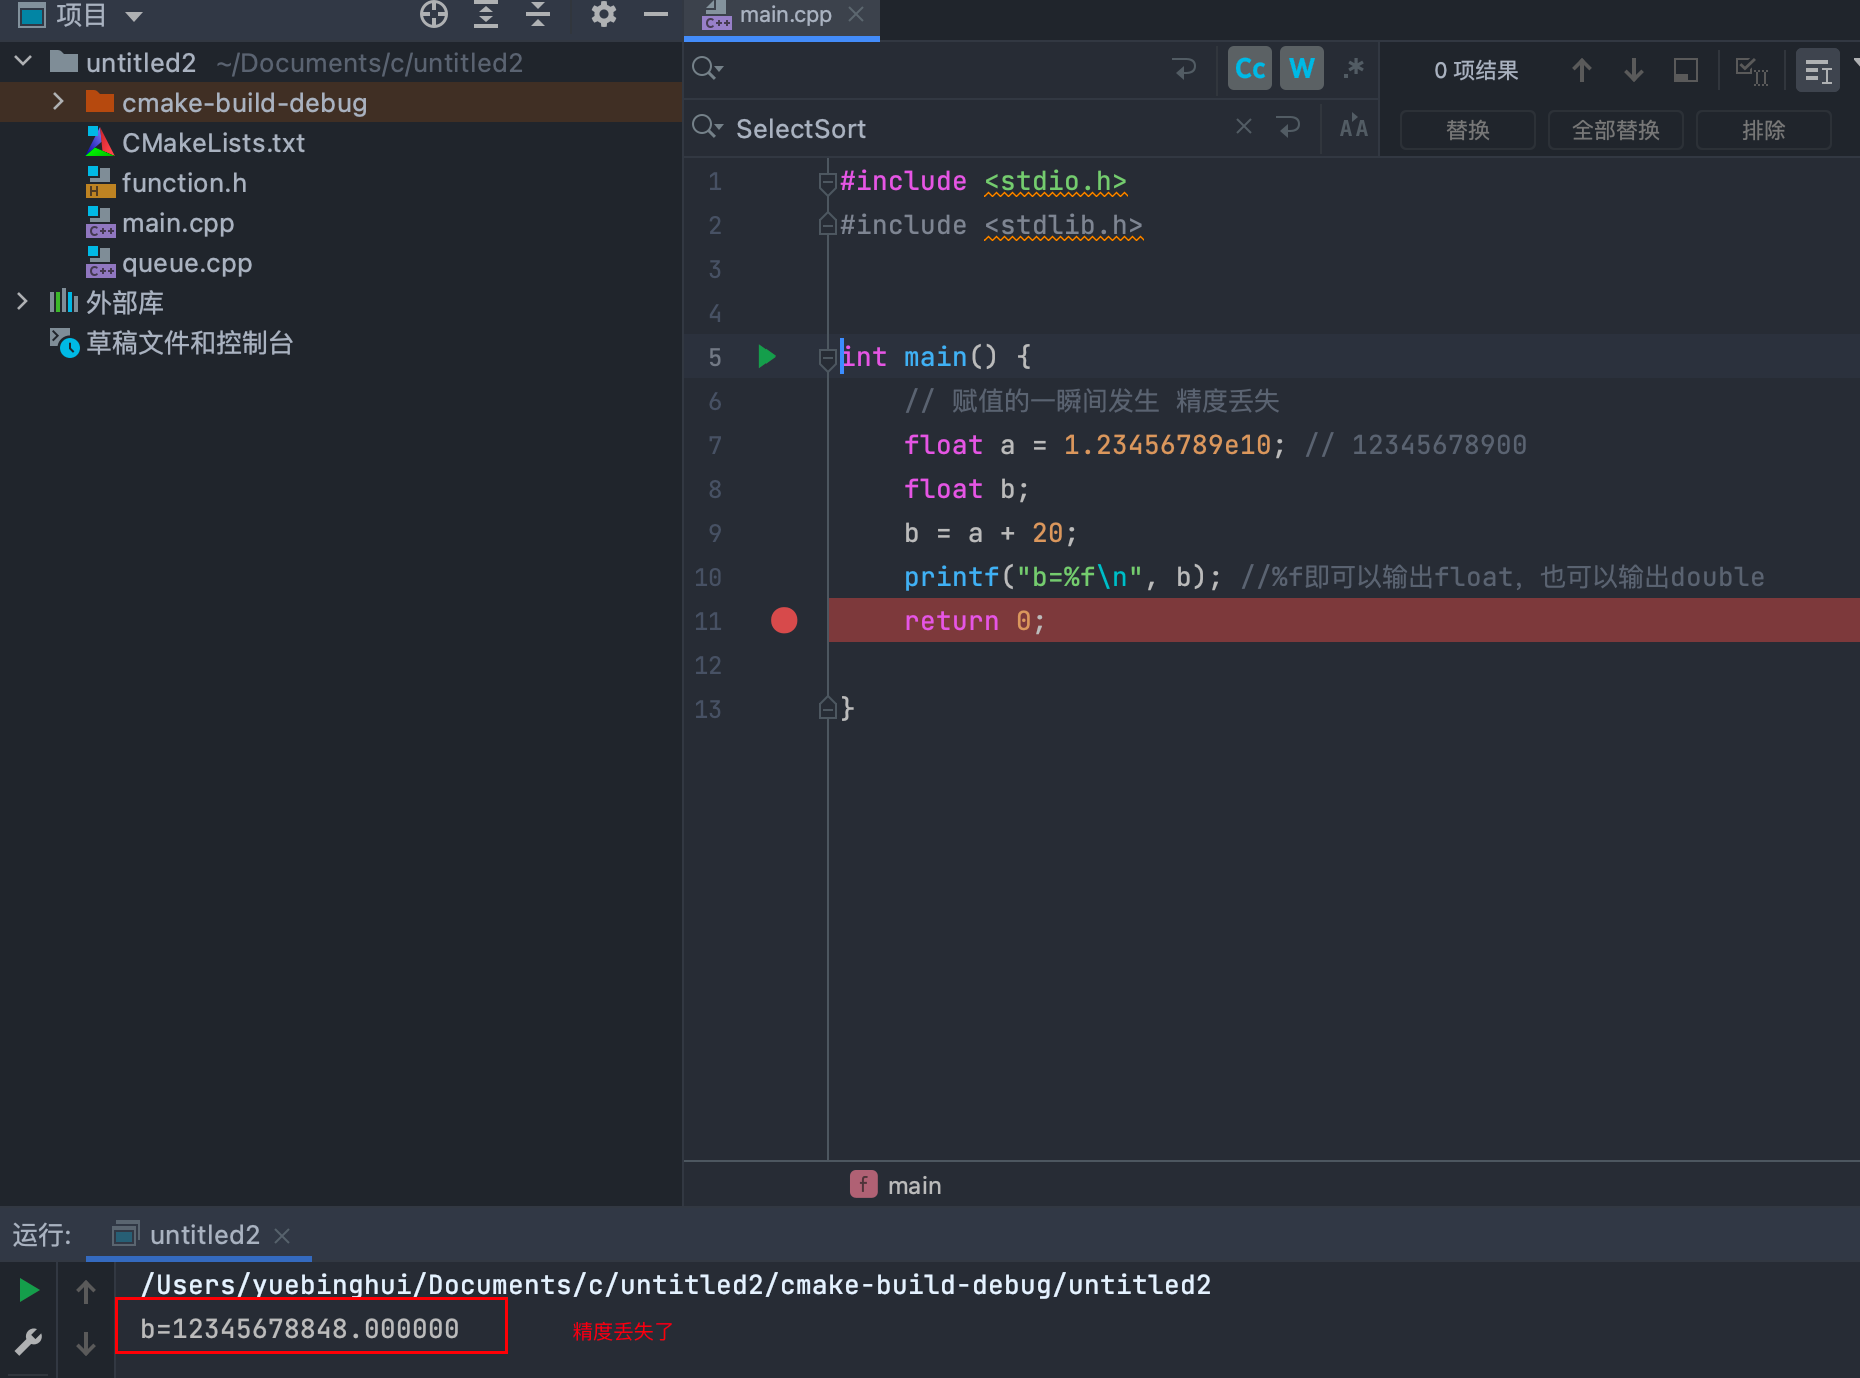 项目
main.cpp
untitled2 ~/Documents/c/untitled2
cmake-build-debug
CMakeLists.txt
function.h
main.cpp
queue.cpp
外部库
草稿文件和控制台
Cc W .* 0 项结果
SelectSort
替换 全部替换 排除
1 #include <stdio.h>
2 #include <stdlib.h>
3
4
5 int main() {
6 // 赋值的一瞬间发生 精度丢失
7 float a = 1.23456789e10; // 12345678900
8 float b;
9 b = a + 20;
10 printf("b=%f\n", b); //%f即可以输出float，也可以输出double
11 return 0;
12
13 }
f main
运行: untitled2
/Users/yuebinghui/Documents/c/untitled2/cmake-build-debug/untitled2
b=12345678848.000000 精度丢失了